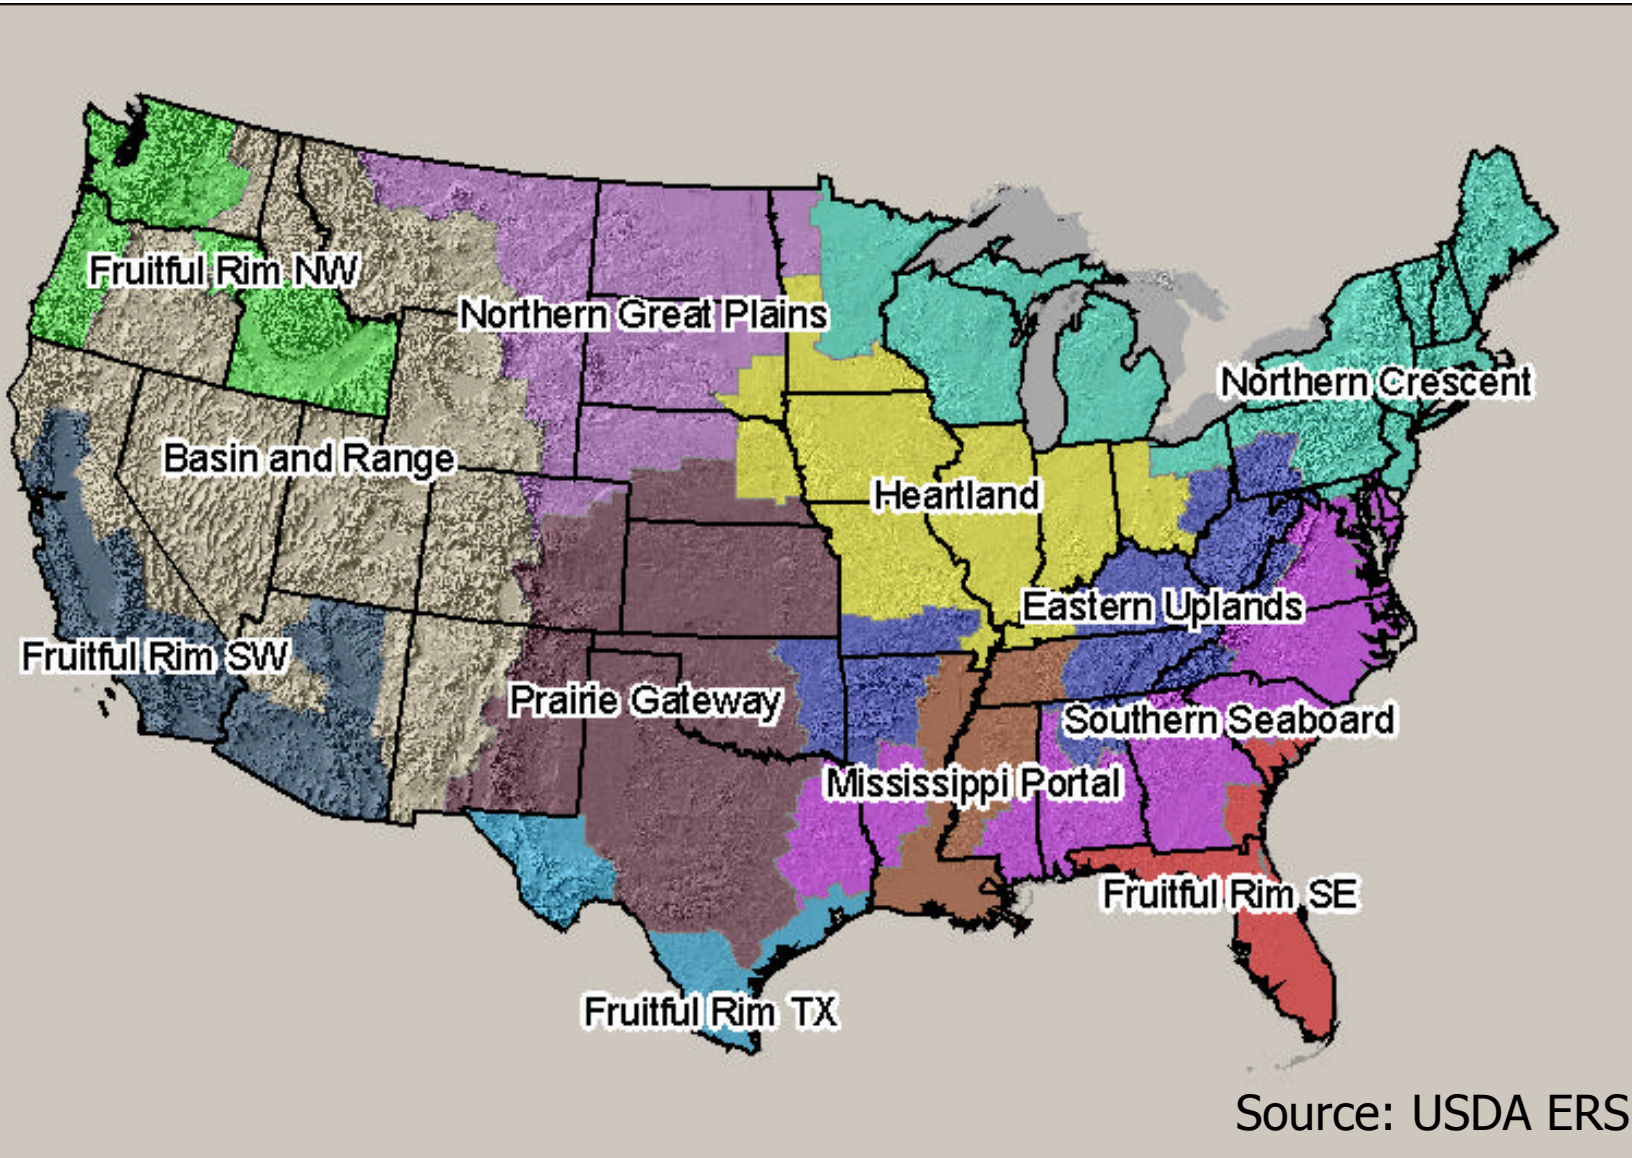 Fruitful Rim NW
Northern Great Plains
Northern Crescent
Basin and Range
Heartland
Eastern Uplands
Fruitful Rim SW
Prairie Gateway
Southern Seaboard
Mississippi Portal
Fruitful Rim SE
Fruitful Rim TX
Source: USDA ERS